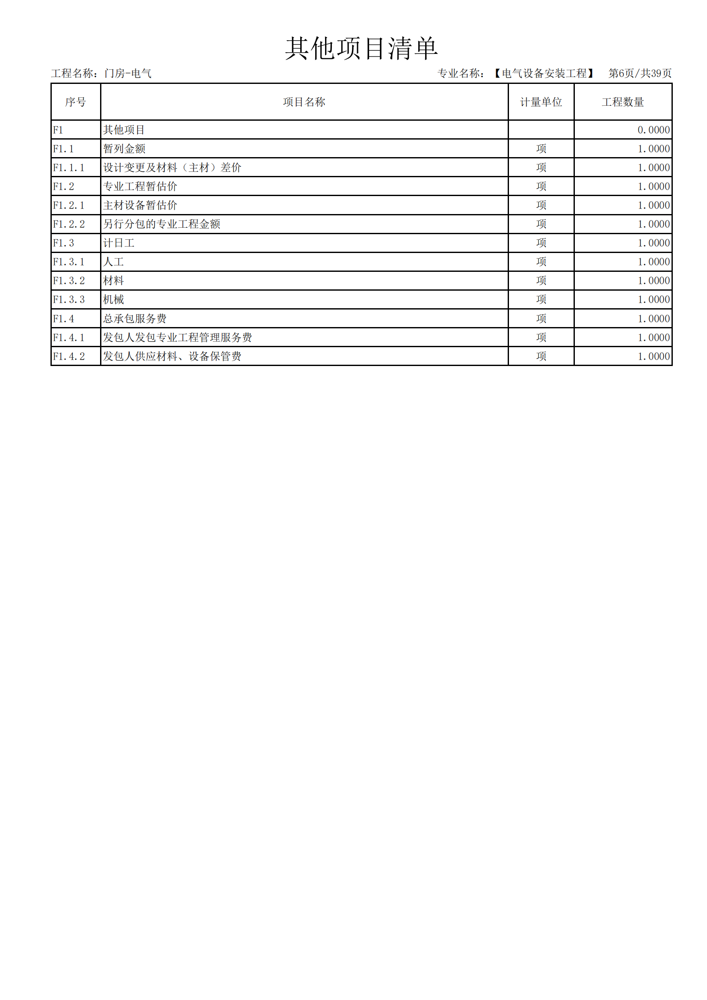 其他项目清单
工程名称：门房-电气 专业名称：【电气设备安装工程】 第6页/共39页
序号 项目名称 计量单位 工程数量
F1 其他项目 0.0000
F1.1 暂列金额 项 1.0000
F1.1.1 设计变更及材料（主材）差价 项 1.0000
F1.2 专业工程暂估价 项 1.0000
F1.2.1 主材设备暂估价 项 1.0000
F1.2.2 另行分包的专业工程金额 项 1.0000
F1.3 计日工 项 1.0000
F1.3.1 人工 项 1.0000
F1.3.2 材料 项 1.0000
F1.3.3 机械 项 1.0000
F1.4 总承包服务费 项 1.0000
F1.4.1 发包人发包专业工程管理服务费 项 1.0000
F1.4.2 发包人供应材料、设备保管费 项 1.0000